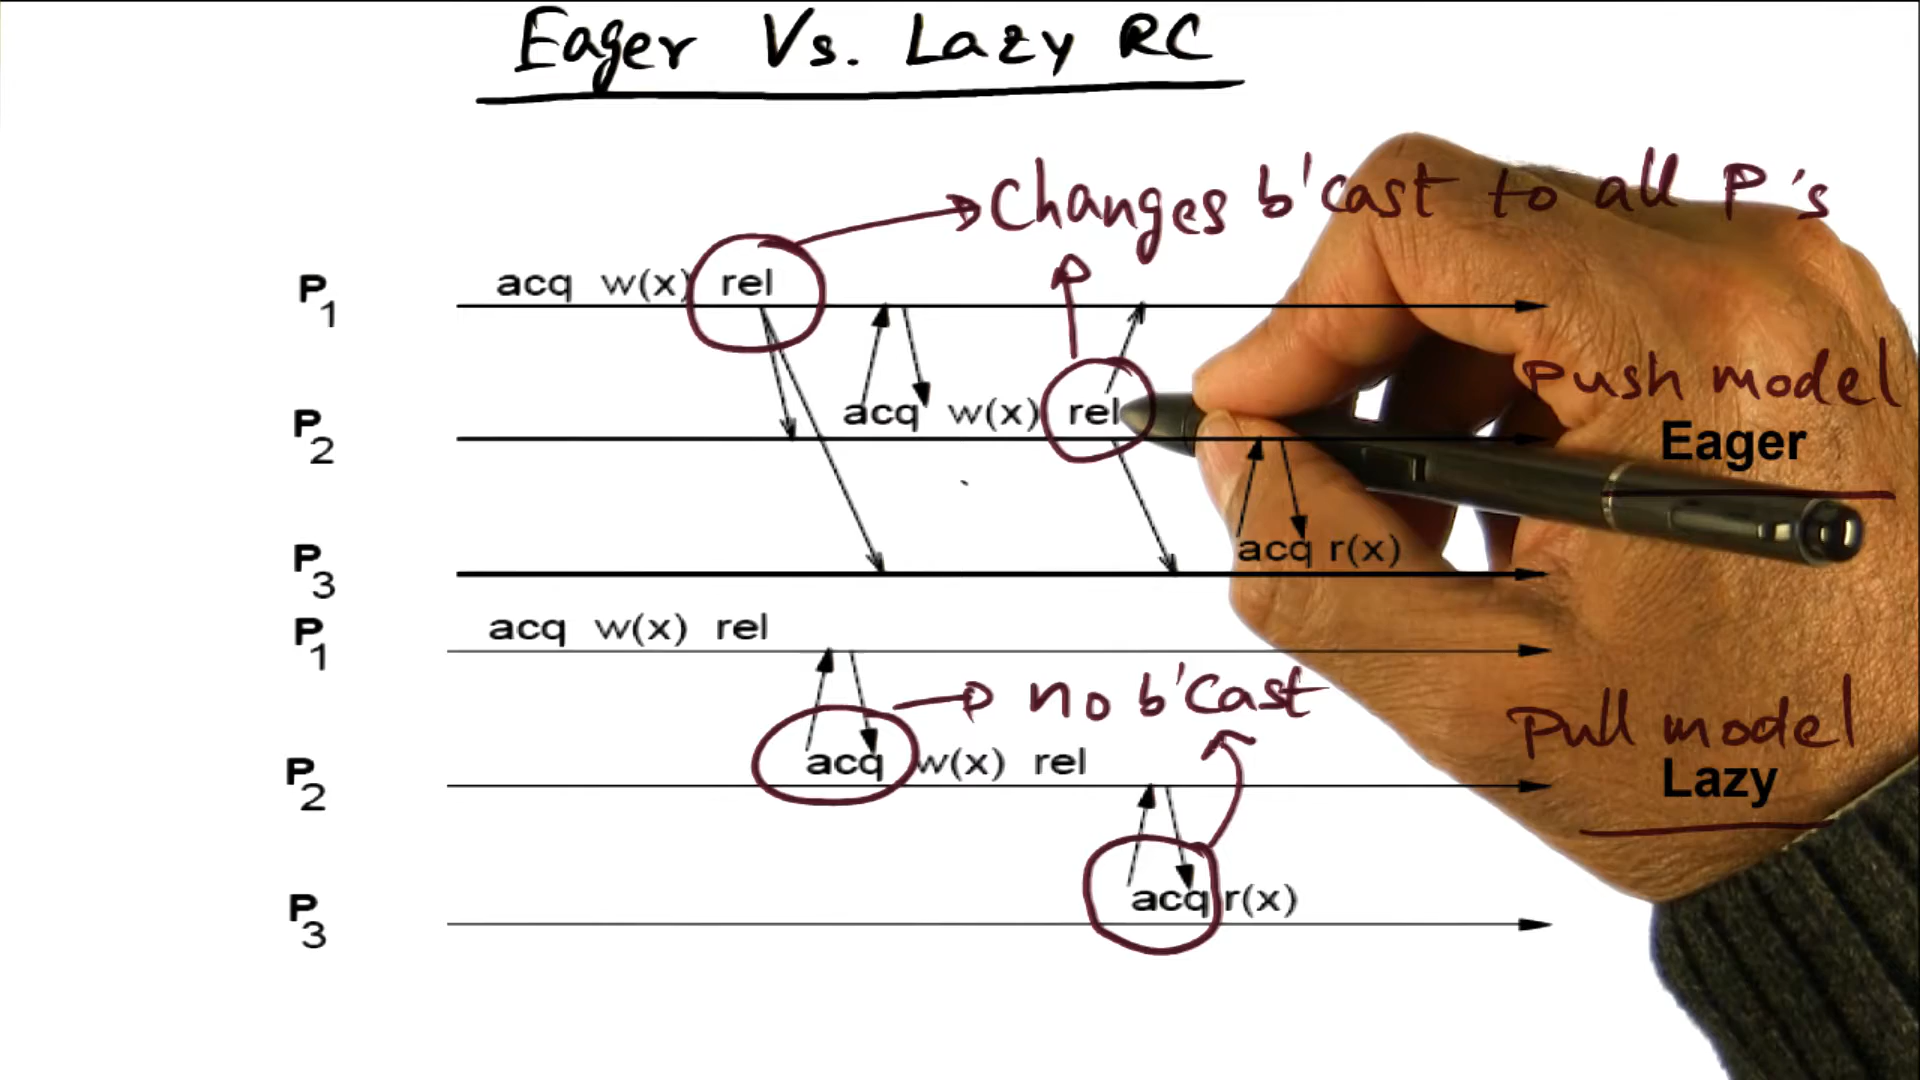 Eager Vs. Lazy RC
Changes b'cast to all P's
P1 acq w(x) rel
Push model
P2 acq w(x) rel
Eager
P3 acq r(x)
P1 acq w(x) rel
no b'cast
Pull model
P2 acq w(x) rel
Lazy
P3 acq r(x)